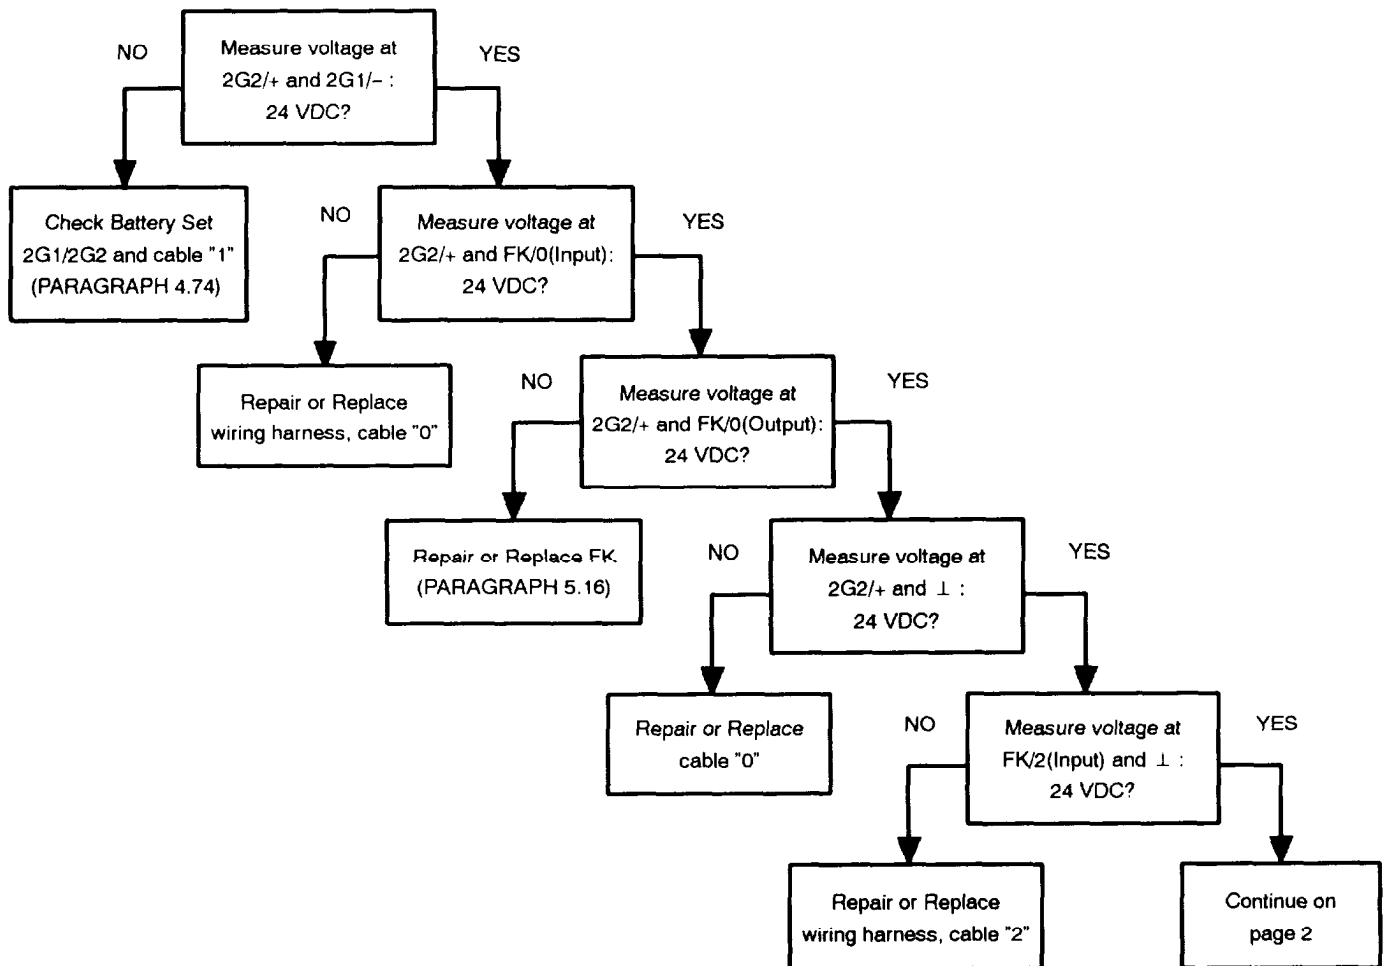 NO
Measure voltage at
2G2/+ and 2G1/– :
24 VDC?
YES
Check Battery Set
2G1/2G2 and cable "1"
(PARAGRAPH 4.74)
NO
Measure voltage at
2G2/+ and FK/0(Input):
24 VDC?
YES
Repair or Replace
wiring harness, cable "0"
NO
Measure voltage at
2G2/+ and FK/0(Output):
24 VDC?
YES
Repair or Replace FK.
(PARAGRAPH 5.16)
NO
Measure voltage at
2G2/+ and ⊥ :
24 VDC?
YES
Repair or Replace
cable "0"
NO
Measure voltage at
FK/2(Input) and ⊥ :
24 VDC?
YES
Repair or Replace
wiring harness, cable "2"
Continue on
page 2